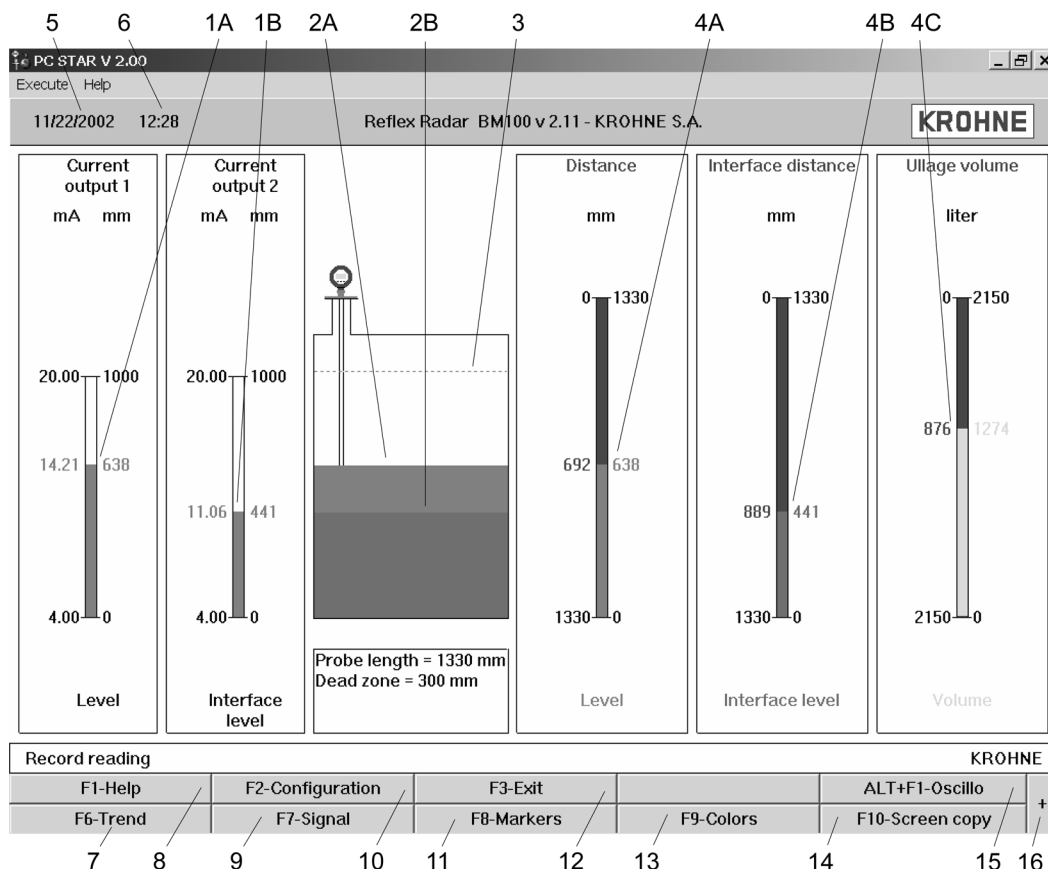 5 6 1A 1B 2A 2B 3 4A 4B 4C
PC STAR V 2.00
Execute Help
11/22/2002 12:28 Reflex Radar BM100 v 2.11 - KROHNE S.A. KROHNE
Current output 1
mA mm
20.00 1000
14.21 638
4.00 0
Level
Current output 2
mA mm
20.00 1000
11.06 441
4.00 0
Interface level
Probe length = 1330 mm
Dead zone = 300 mm
Distance
mm
0 1330
692 638
1330 0
Level
Interface distance
mm
0 1330
889 441
1330 0
Interface level
Ullage volume
liter
0 2150
876 1274
2150 0
Volume
Record reading KROHNE
F1-Help F2-Configuration F3-Exit ALT+F1-Oscillo +
F6-Trend F7-Signal F8-Markers F9-Colors F10-Screen copy
7 8 9 10 11 12 13 14 15 16